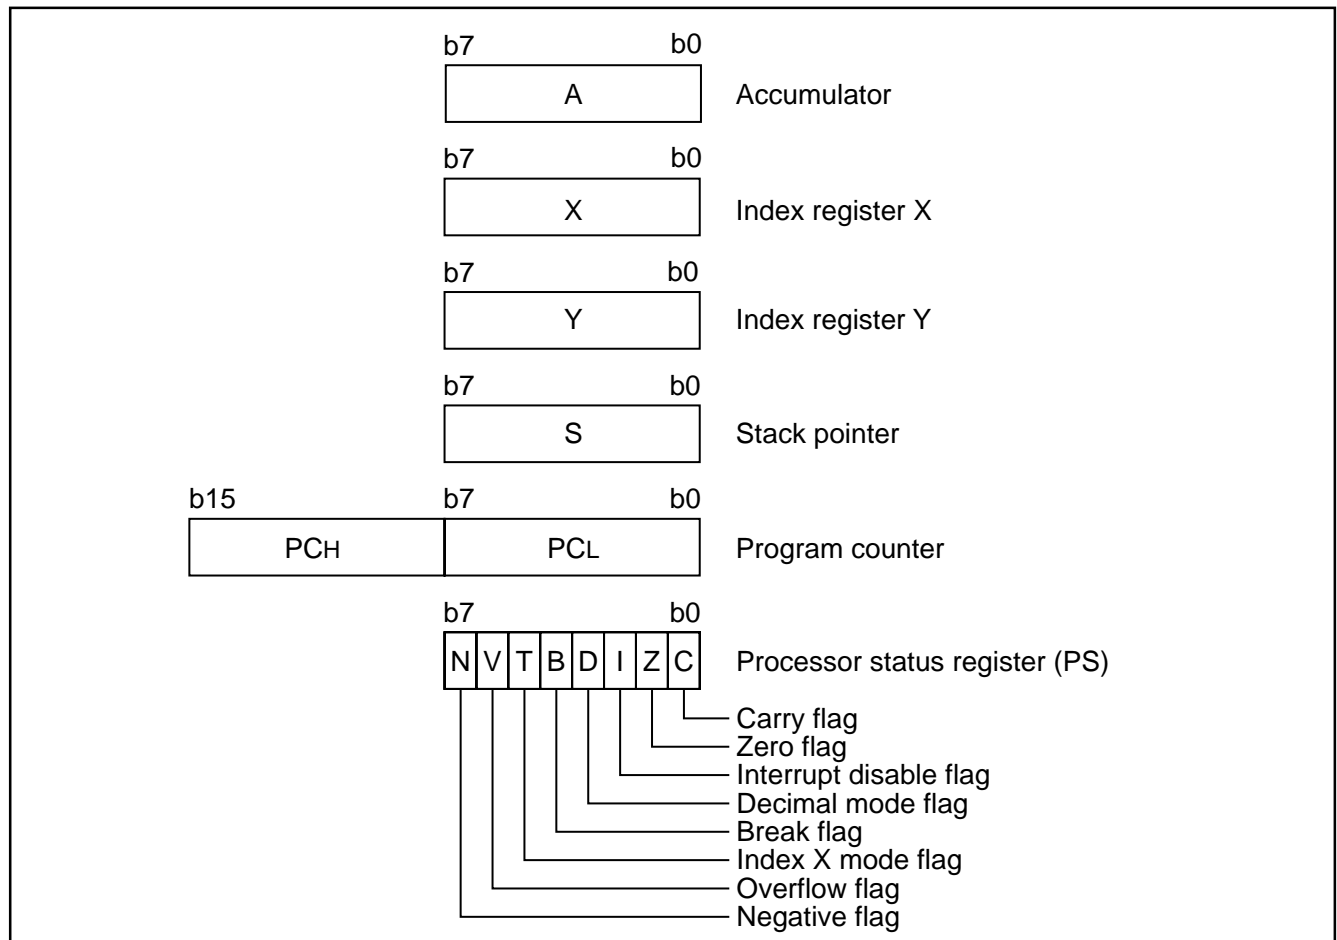 b7 b0
A Accumulator
b7 b0
X Index register X
b7 b0
Y Index register Y
b7 b0
S Stack pointer
b15 b7 b0
PCH PCL Program counter
b7 b0
N V T B D I Z C Processor status register (PS)
Carry flag
Zero flag
Interrupt disable flag
Decimal mode flag
Break flag
Index X mode flag
Overflow flag
Negative flag